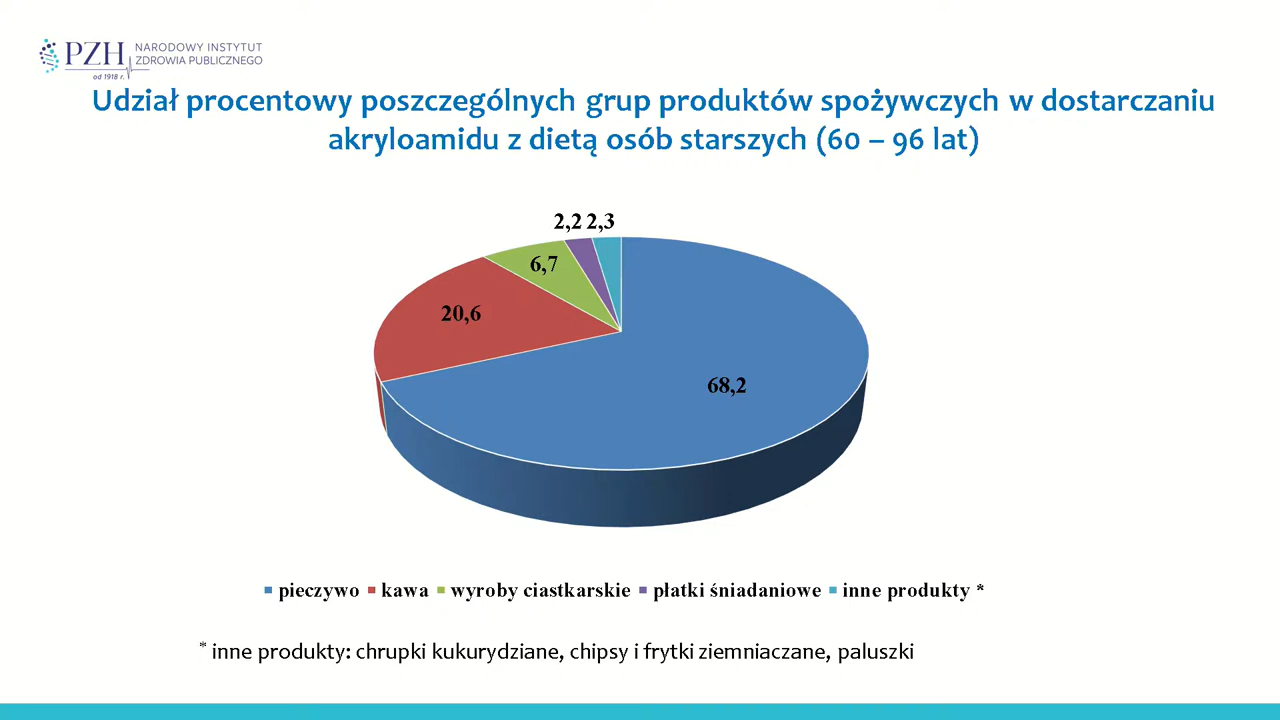 PZH
NARODOWY INSTYTUT
ZDROWIA PUBLICZNEGO
od 1918 r.
Udział procentowy poszczególnych grup produktów spożywczych w dostarczaniu
akryloamidu z dietą osób starszych (60 – 96 lat)
2,2 2,3
6,7
20,6
68,2
pieczywo kawa wyroby ciastkarskie płatki śniadaniowe inne produkty *
* inne produkty: chrupki kukurydziane, chipsy i frytki ziemniaczane, paluszki